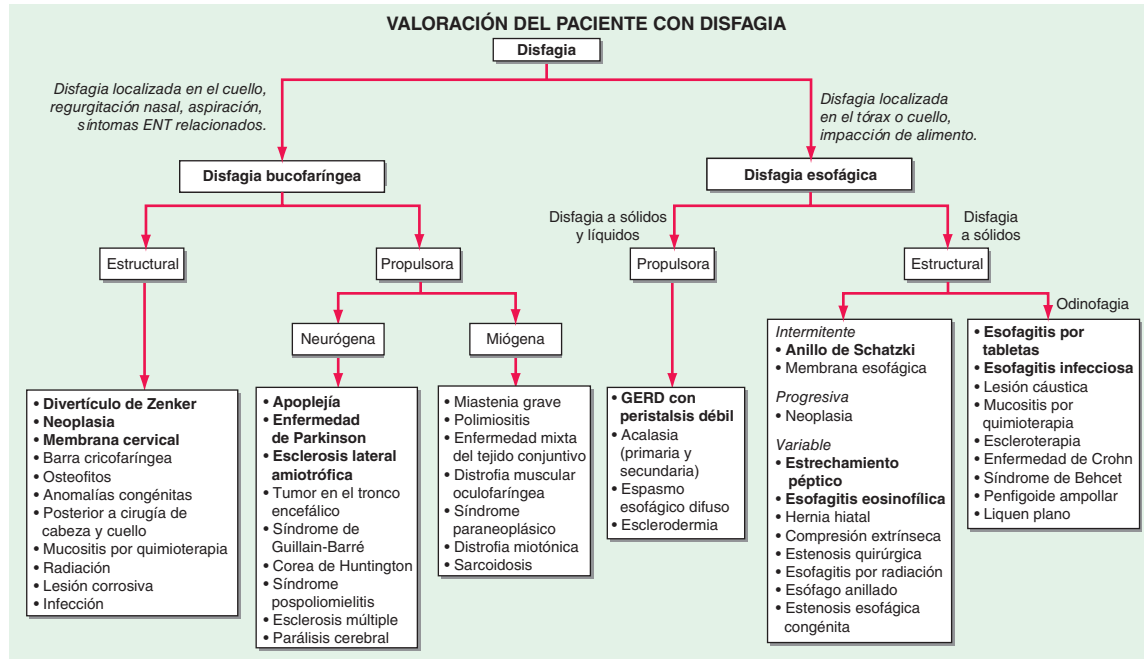 VALORACIÓN DEL PACIENTE CON DISFAGIA
Disfagia
Disfagia localizada en el cuello,
regurgitación nasal, aspiración,
síntomas ENT relacionados.
Disfagia localizada
en el tórax o cuello,
impacción de alimento.
Disfagia bucofaríngea
Disfagia esofágica
Disfagia a sólidos
y líquidos
Disfagia
a sólidos
Estructural
Propulsora
Propulsora
Estructural
Neurógena
Miógena
Odinofagia
• Divertículo de Zenker
• Neoplasia
• Membrana cervical
• Barra cricofaríngea
• Osteofitos
• Anomalías congénitas
• Posterior a cirugía de
cabeza y cuello
• Mucositis por quimioterapia
• Radiación
• Lesión corrosiva
• Infección
• Apoplejía
• Enfermedad
de Parkinson
• Esclerosis lateral
amiotrófica
• Tumor en el tronco
encefálico
• Síndrome de
Guillain-Barré
• Corea de Huntington
• Síndrome
pospoliomielitis
• Esclerosis múltiple
• Parálisis cerebral
• Miastenia grave
• Polimiositis
• Enfermedad mixta
del tejido conjuntivo
• Distrofia muscular
oculofaríngea
• Síndrome
paraneoplásico
• Distrofia miotónica
• Sarcoidosis
• GERD con
peristalsis débil
• Acalasia
(primaria y
secundaria)
• Espasmo
esofágico difuso
• Esclerodermia
Intermitente
• Anillo de Schatzki
• Membrana esofágica
Progresiva
• Neoplasia
Variable
• Estrechamiento
péptico
• Esofagitis eosinofílica
• Hernia hiatal
• Compresión extrínseca
• Estenosis quirúrgica
• Esofagitis por radiación
• Esófago anillado
• Estenosis esofágica
congénita
• Esofagitis por
tabletas
• Esofagitis infecciosa
• Lesión cáustica
• Mucositis por
quimioterapia
• Escleroterapia
• Enfermedad de Crohn
• Síndrome de Behcet
• Penfigoide ampollar
• Liquen plano